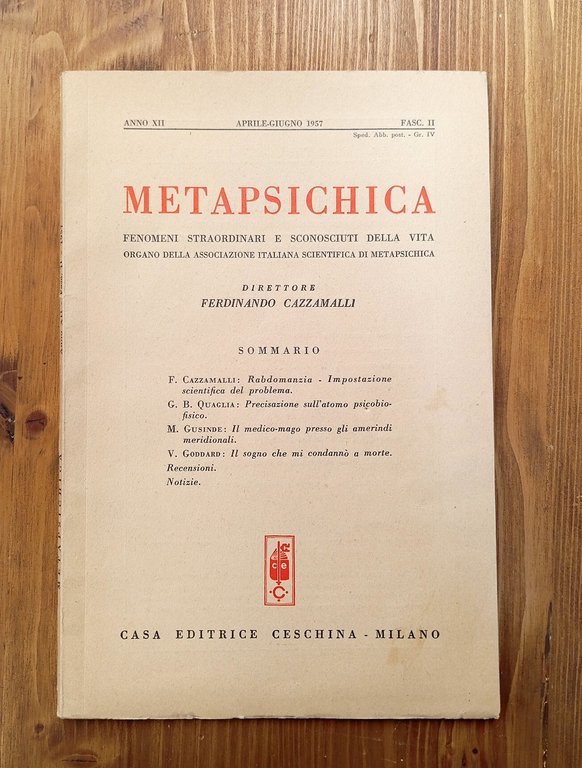 ANNO XII APRILE-GIUGNO 1957 FASC. II
Sped. Abb. post. - Gr. IV
METAPSICHICA
FENOMENI STRAORDINARI E SCONOSCIUTI DELLA VITA
ORGANO DELLA ASSOCIAZIONE ITALIANA SCIENTIFICA DI METAPSICHICA
DIRETTORE
FERDINANDO CAZZAMALLI
SOMMARIO
F. CAZZAMALLI: Rabdomanzia - Impostazione
scientifica del problema.
G. B. QUAGLIA: Precisazione sull'atomo psicobio-
fisico.
M. GUSINDE: Il medico-mago presso gli amerindi
meridionali.
V. GODDARD: Il sogno che mi condannò a morte.
Recensioni.
Notizie.
c e
C
CASA EDITRICE CESCHINA - MILANO